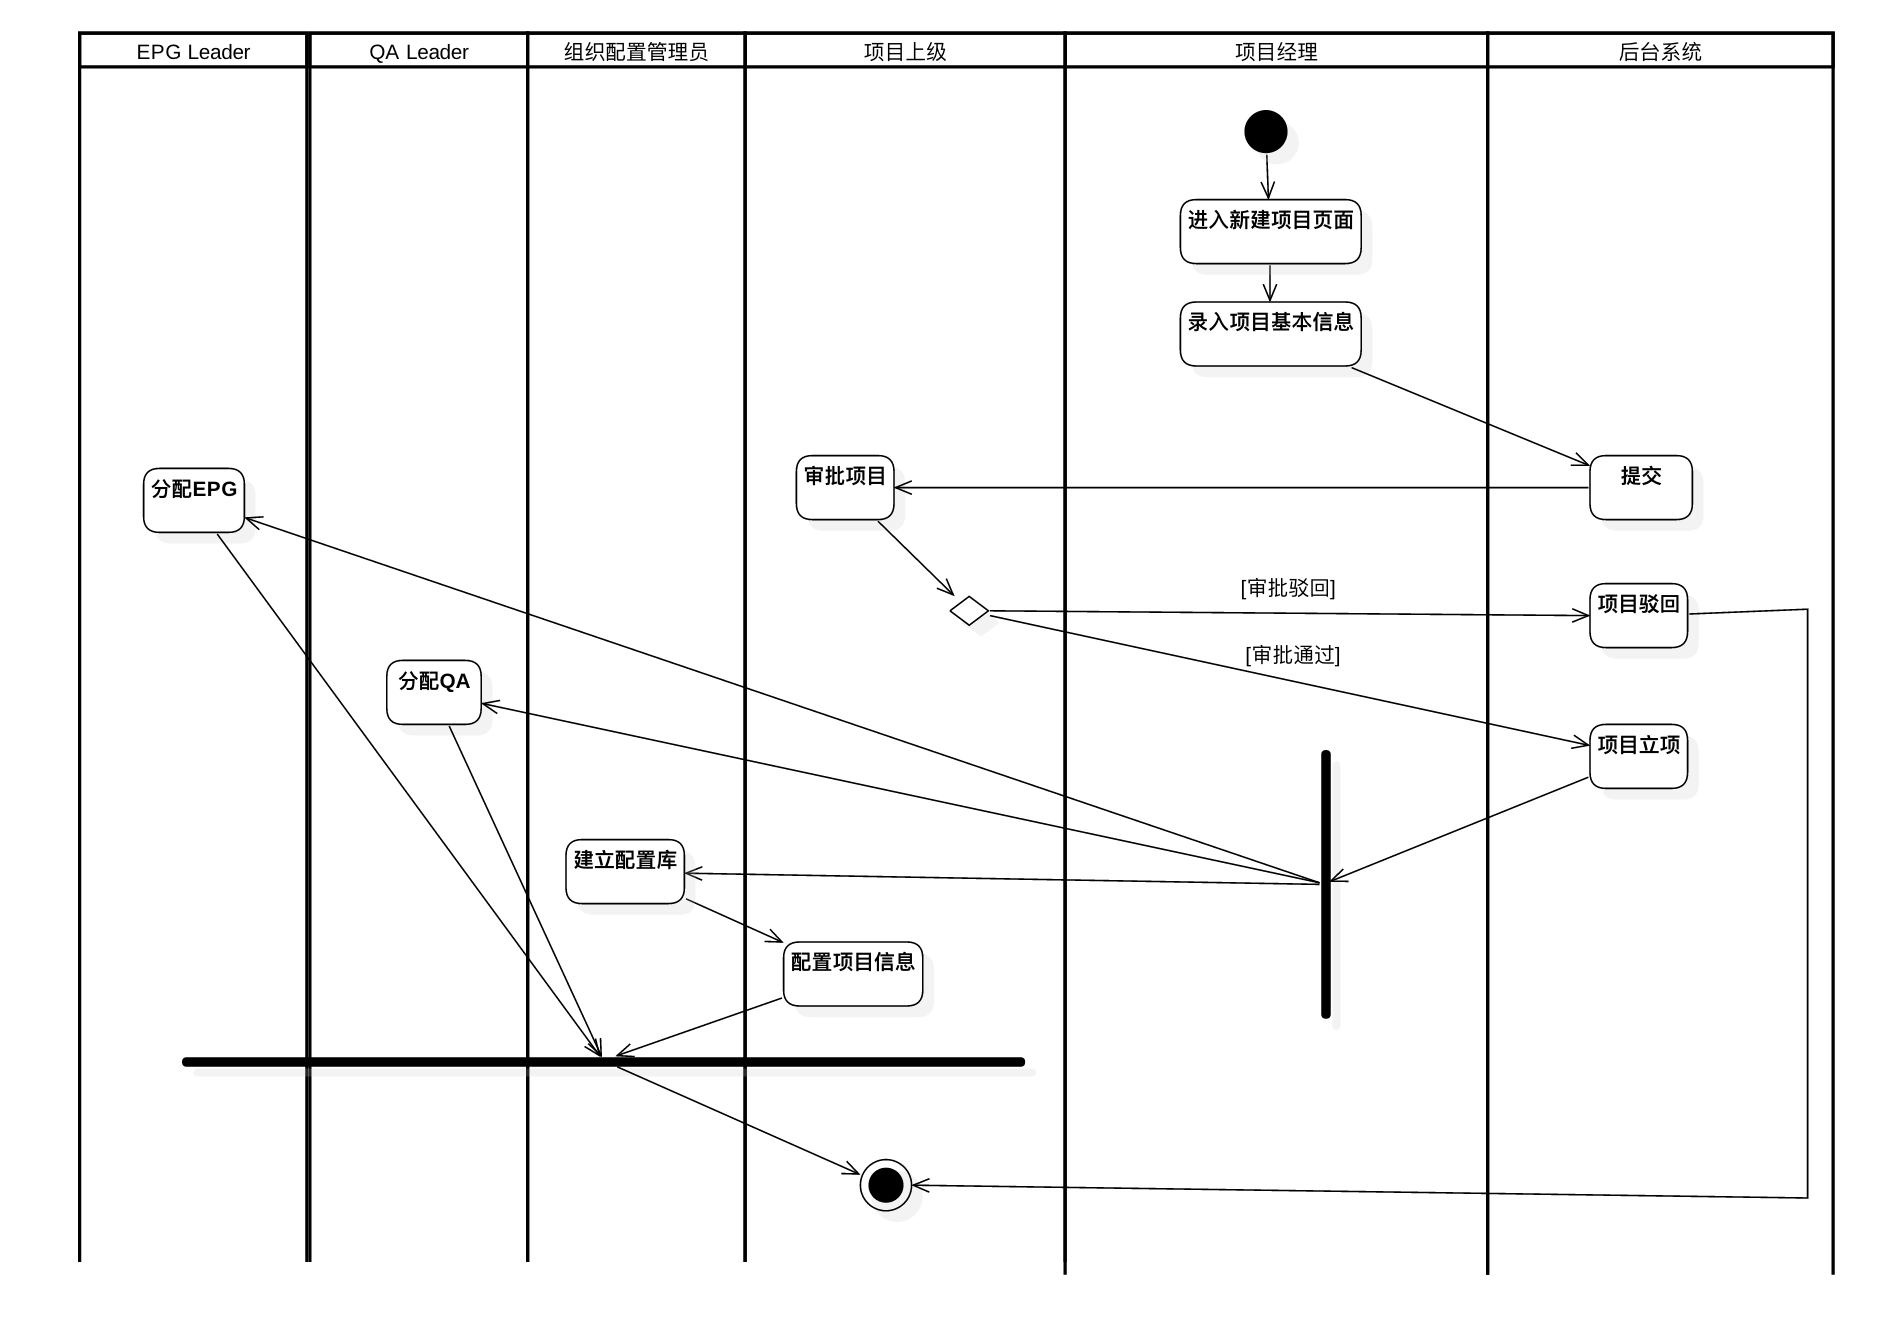 EPG Leader
QA Leader
组织配置管理员
项目上级
项目经理
后台系统
进入新建项目页面
录入项目基本信息
提交
审批项目
分配EPG
[审批驳回]
项目驳回
[审批通过]
分配QA
项目立项
建立配置库
配置项目信息